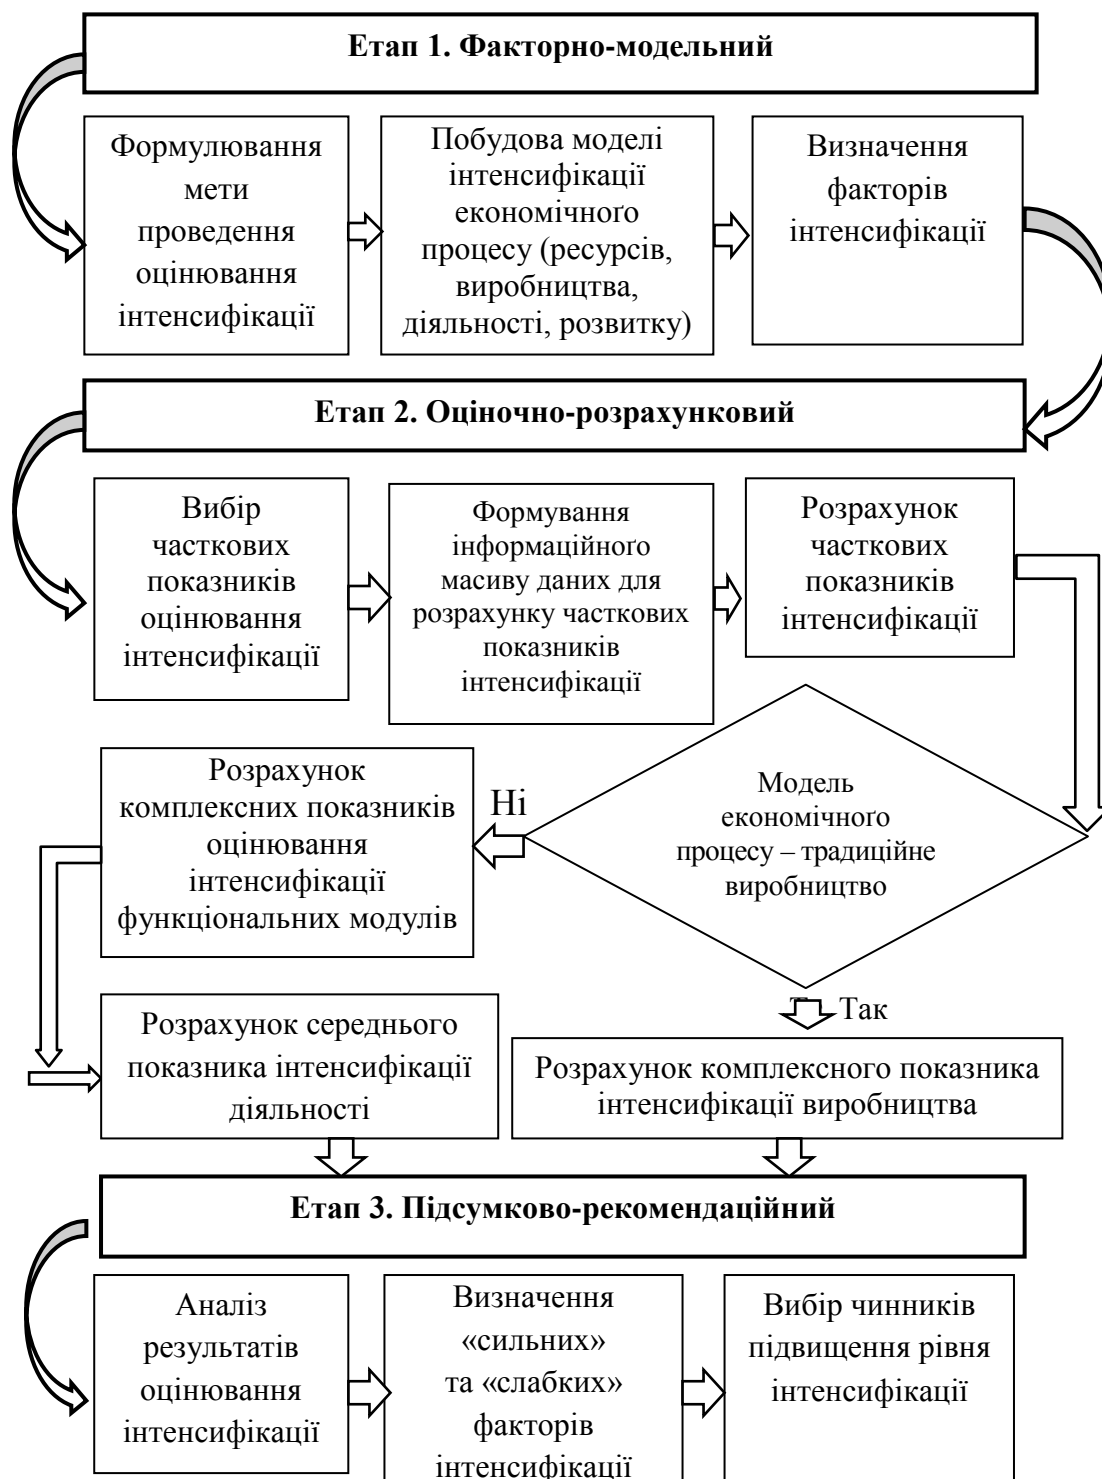 Етап 1. Факторно-модельний
Формулювання
мети
проведення
оцінювання
інтенсифікації
Побудова моделі
інтенсифікації
економічного
процесу (ресурсів,
виробництва,
діяльності, розвитку)
Визначення
факторів
інтенсифікації
Етап 2. Оціночно-розрахунковий
Вибір
часткових
показників
оцінювання
інтенсифікації
Формування
інформаційного
масиву даних для
розрахунку часткових
показників
інтенсифікації
Розрахунок
часткових
показників
інтенсифікації
Модель
економічного
процесу – традиційне
виробництво
Ні
Розрахунок
комплексних показників
оцінювання
інтенсифікації
функціональних модулів
Так
Розрахунок середнього
показника інтенсифікації
діяльності
Розрахунок комплексного показника
інтенсифікації виробництва
Етап 3. Підсумково-рекомендаційний
Аналіз
результатів
оцінювання
інтенсифікації
Визначення
«сильних»
та «слабких»
факторів
інтенсифікації
Вибір чинників
підвищення рівня
інтенсифікації